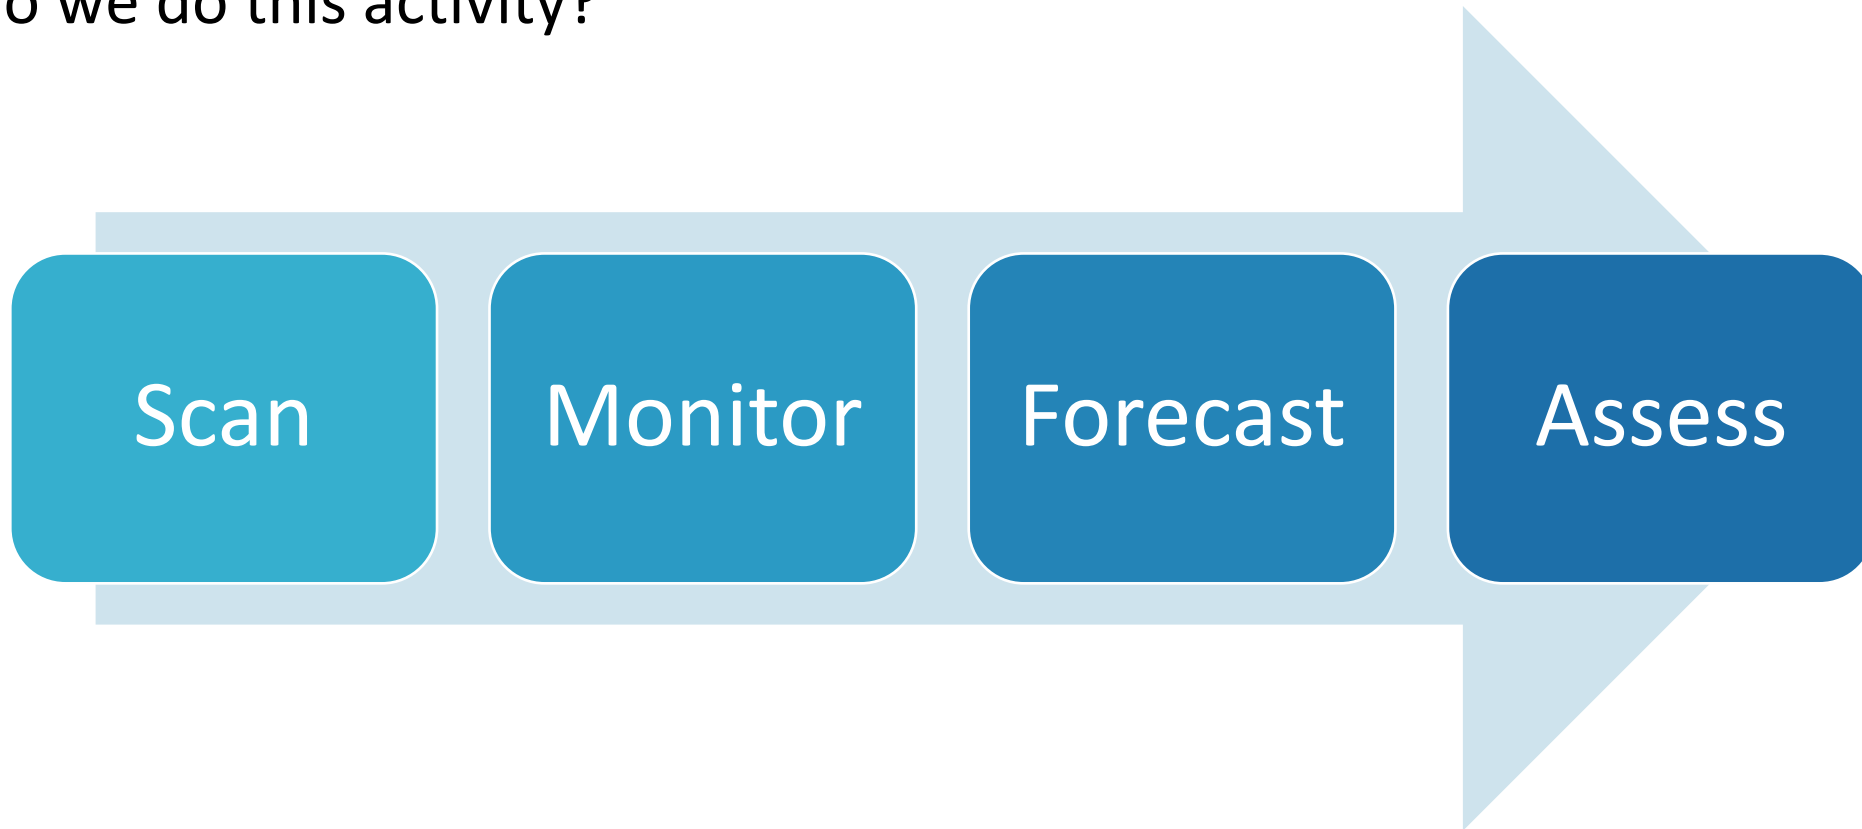 o we do this activity?
Scan
Monitor
Forecast
Assess